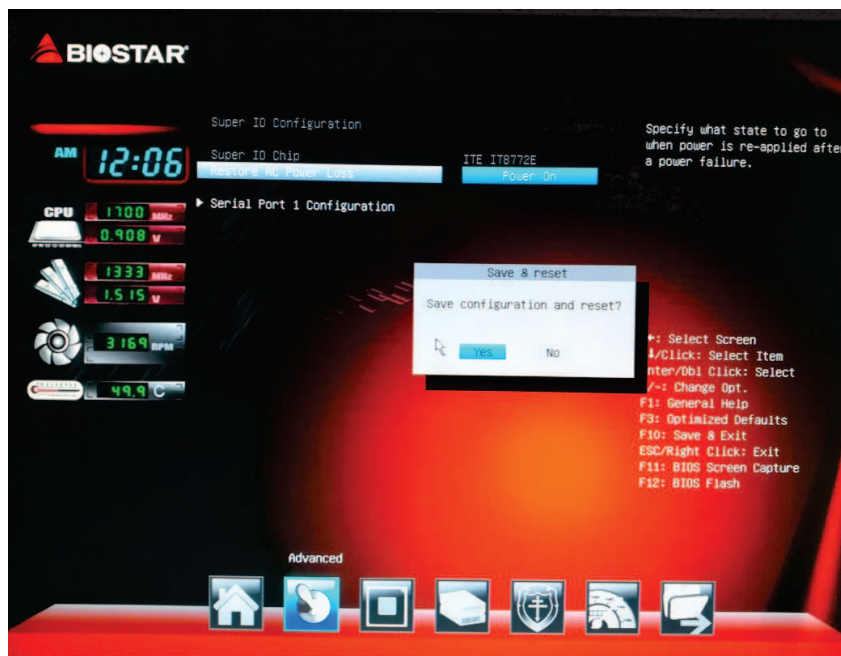 BIOSTAR
Super IO Configuration
Super IO Chip ITE IT8772E
Restore AC Power Loss Power On
Serial Port 1 Configuration
Specify what state to go to
when power is re-applied after
a power failure.
AM 12:06
CPU 1700 MHz
0.908 V
1333 MHz
1.515 V
3169 RPM
49.9 C
Save & reset
Save configuration and reset?
Yes No
: Select Screen
/Click: Select Item
nter/Dbl Click: Select
/-: Change Opt.
F1: General Help
F3: Optimized Defaults
F10: Save & Exit
ESC/Right Click: Exit
F11: BIOS Screen Capture
F12: BIOS Flash
Advanced